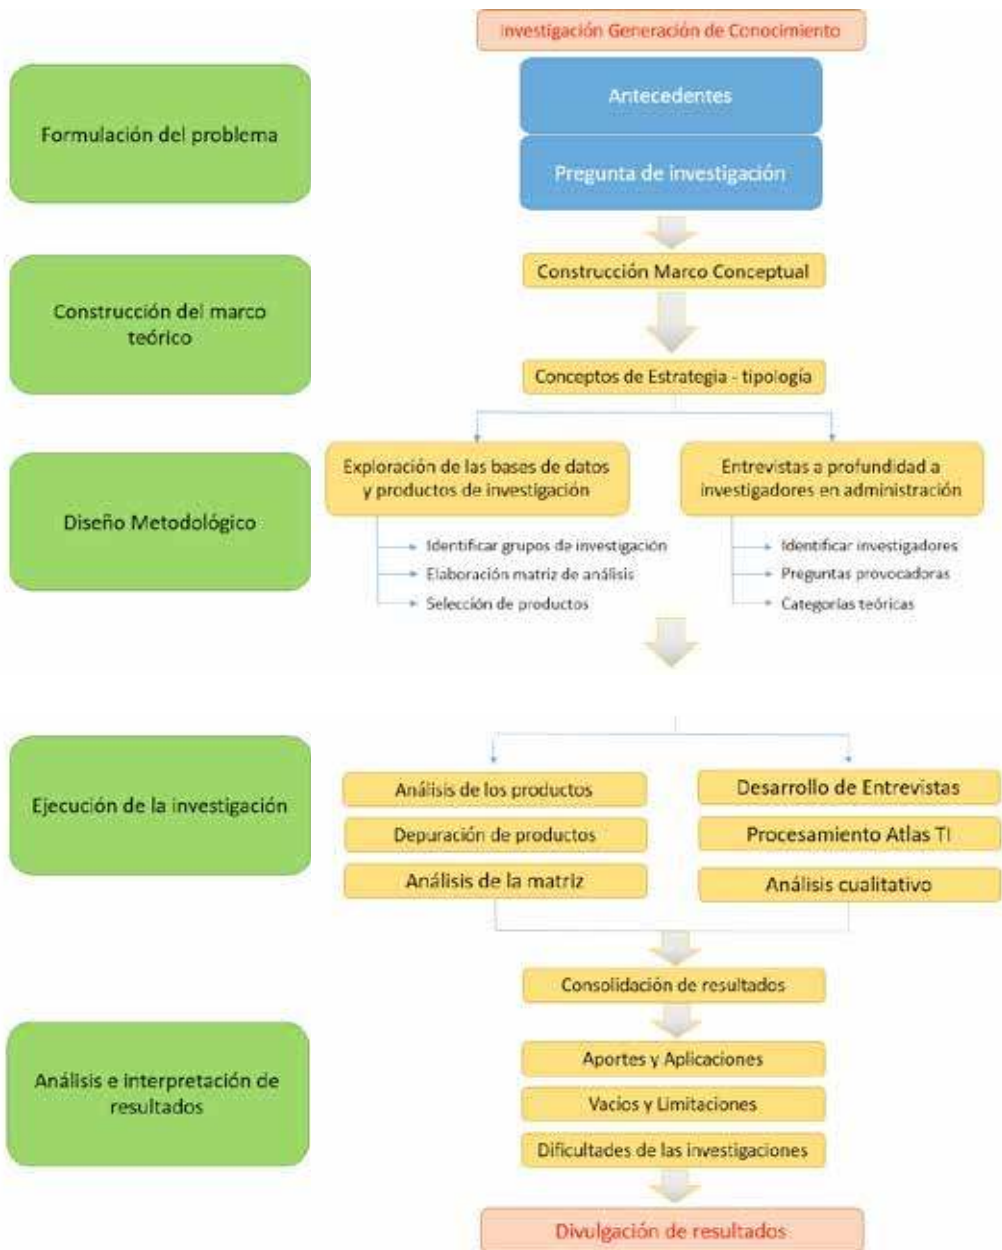 Investigación Generación de Conocimiento
Formulación del problema
Antecedentes
Pregunta de investigación
Construcción del marco
teórico
Construcción Marco Conceptual
Conceptos de Estrategia - tipología
Diseño Metodológico
Exploración de las bases de datos
y productos de investigación
Identificar grupos de investigación
Elaboración matriz de análisis
Selección de productos
Entrevistas a profundidad a
investigadores en administración
Identificar investigadores
Preguntas provocadoras
Categorías teóricas
Ejecución de la investigación
Análisis de los productos
Depuración de productos
Análisis de la matriz
Desarrollo de Entrevistas
Procesamiento Atlas TI
Análisis cualitativo
Análisis e interpretación de
resultados
Consolidación de resultados
Aportes y Aplicaciones
Vacios y Limitaciones
Dificultades de las investigaciones
Divulgación de resultados